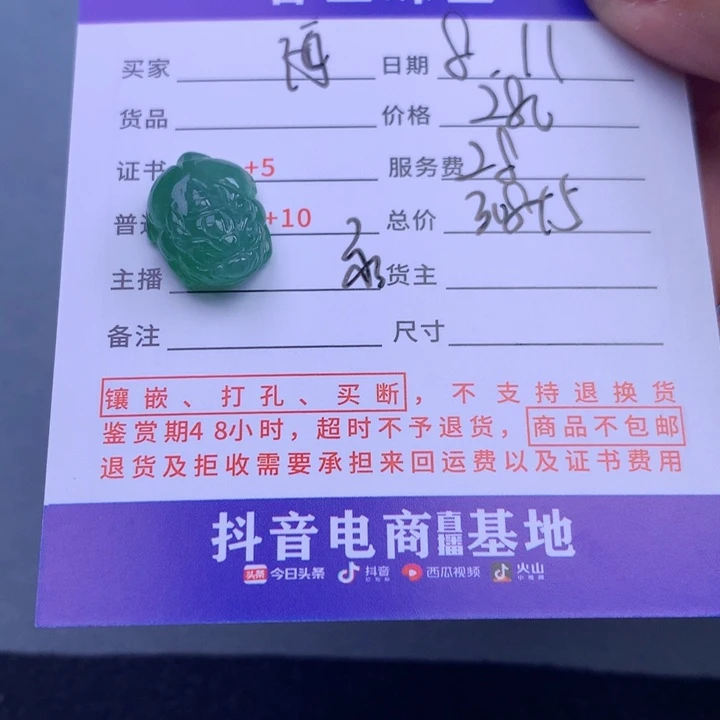 买家 日期 8.11
货品 价格 280
证书 +5 服务费 28
普通 +10 总价 308+5
主播 货主
备注 尺寸
镶嵌、打孔、买断，不支持退换货
鉴赏期48小时，超时不予退货，商品不包邮
退货及拒收需要承担来回运费以及证书费用
抖音电商直播基地
头条 今日头条 抖音 西瓜视频 火山